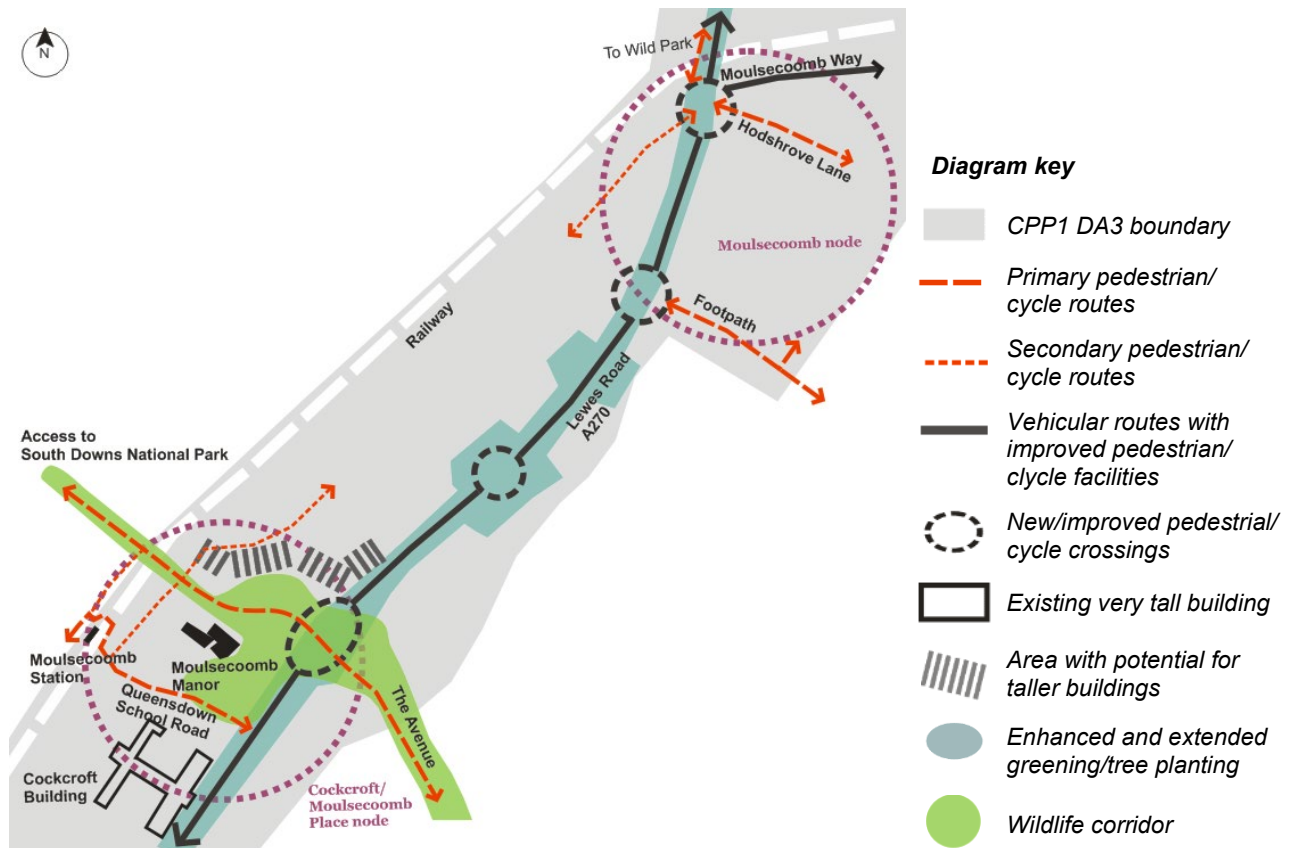 N
To Wild Park
Moulsecoomb Way
Hodshrove Lane
Moulsecoomb node
Footpath
Railway
Lewes Road
A270
Access to
South Downs National Park
Moulsecoomb
Station
Moulsecoomb
Manor
Queensdown
School Road
The Avenue
Cockcroft
Building
Cockcroft/
Moulsecoomb
Place node
Diagram key
CPP1 DA3 boundary
Primary pedestrian/
cycle routes
Secondary pedestrian/
cycle routes
Vehicular routes with
improved pedestrian/
clycle facilities
New/improved pedestrial/
cycle crossings
Existing very tall building
Area with potential for
taller buildings
Enhanced and extended
greening/tree planting
Wildlife corridor